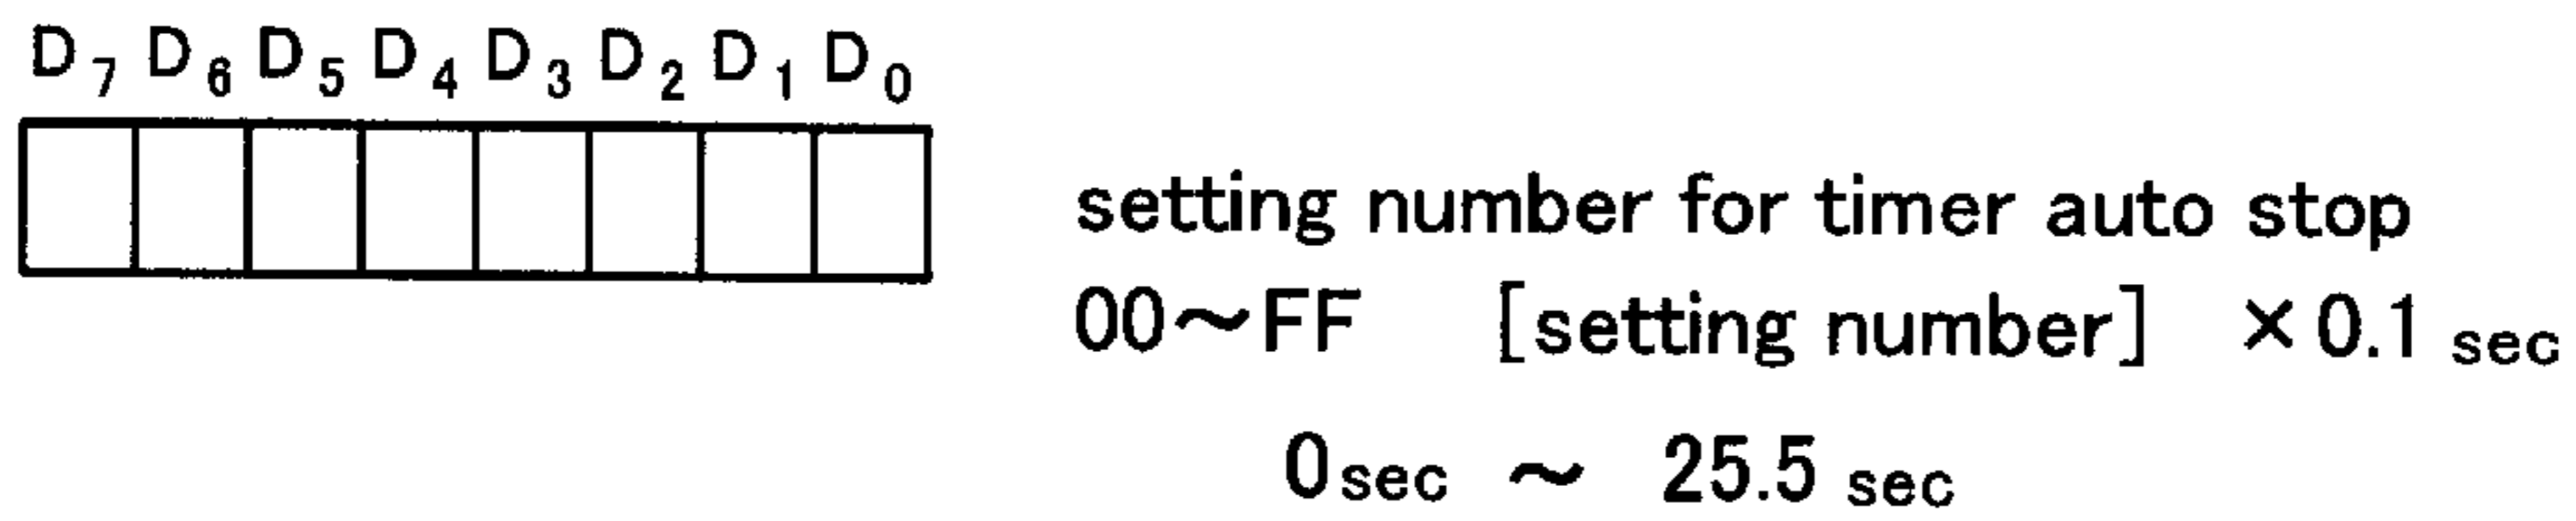 D₇ D₆ D₅ D₄ D₃ D₂ D₁ D₀
setting number for timer auto stop
00～FF [setting number] ×0.1 sec
0sec ～ 25.5 sec